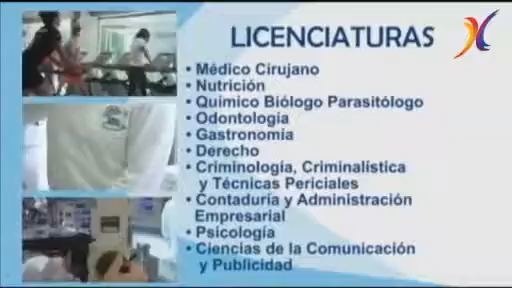 LICENCIATURAS
• Médico Cirujano
• Nutrición
• Químico Biólogo Parasitólogo
• Odontología
• Gastronomía
• Derecho
• Criminología, Criminalística
y Técnicas Periciales
• Contaduría y Administración
Empresarial
• Psicología
• Ciencias de la Comunicación
y Publicidad